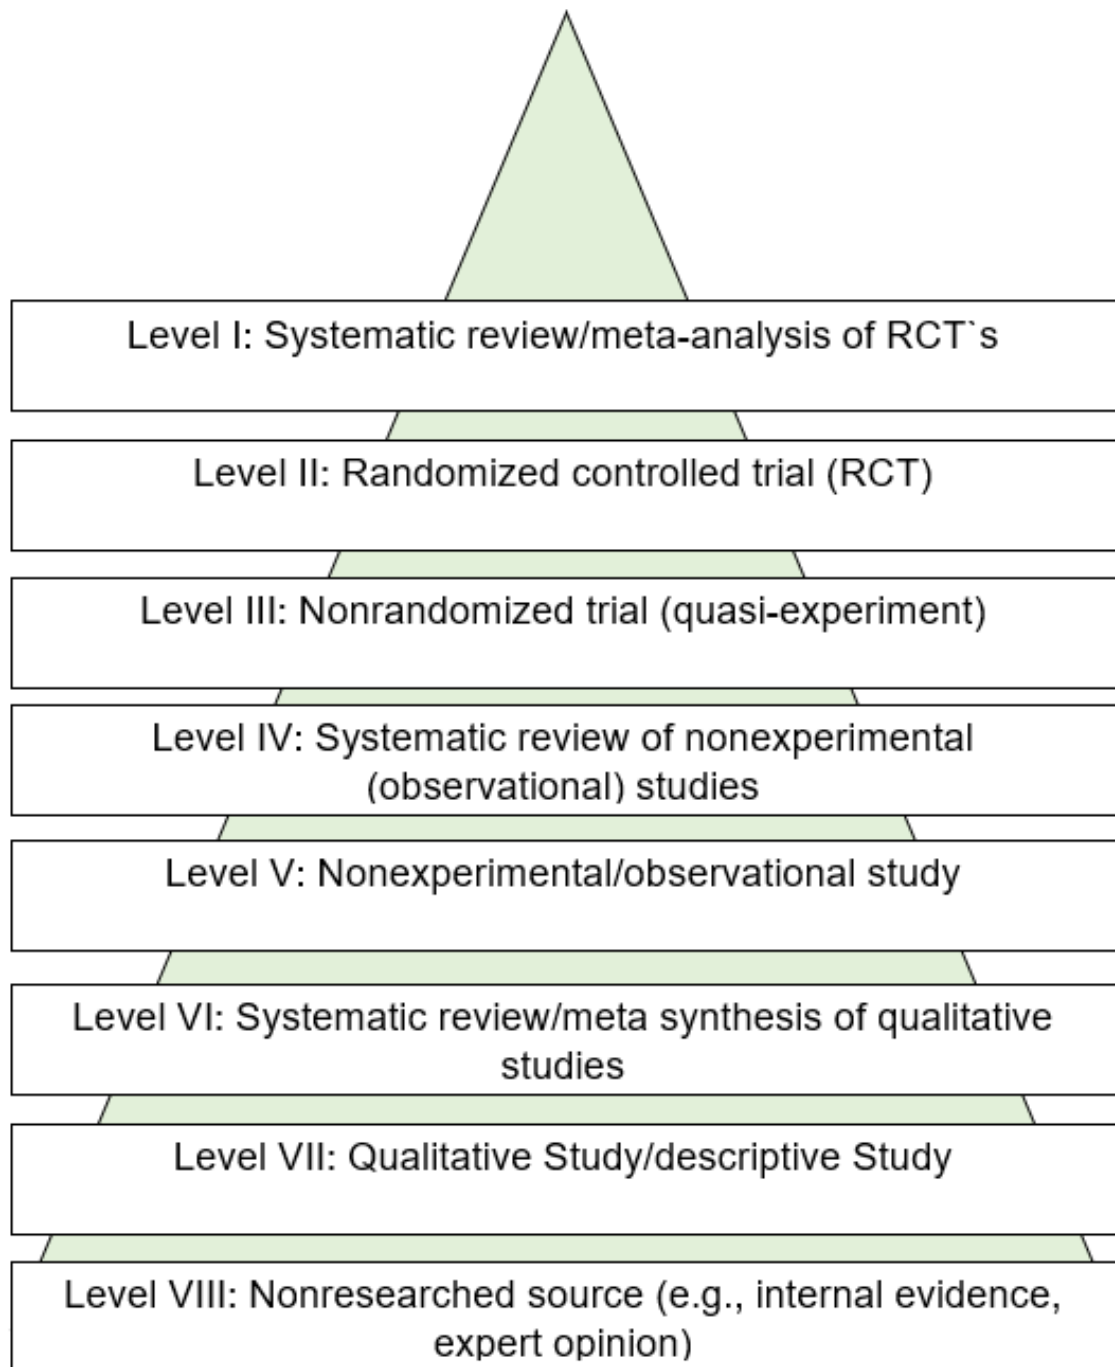 Level I: Systematic review/meta-analysis of RCT`s
Level II: Randomized controlled trial (RCT)
Level III: Nonrandomized trial (quasi-experiment)
Level IV: Systematic review of nonexperimental
(observational) studies
Level V: Nonexperimental/observational study
Level VI: Systematic review/meta synthesis of qualitative
studies
Level VII: Qualitative Study/descriptive Study
Level VIII: Nonresearched source (e.g., internal evidence,
expert opinion)